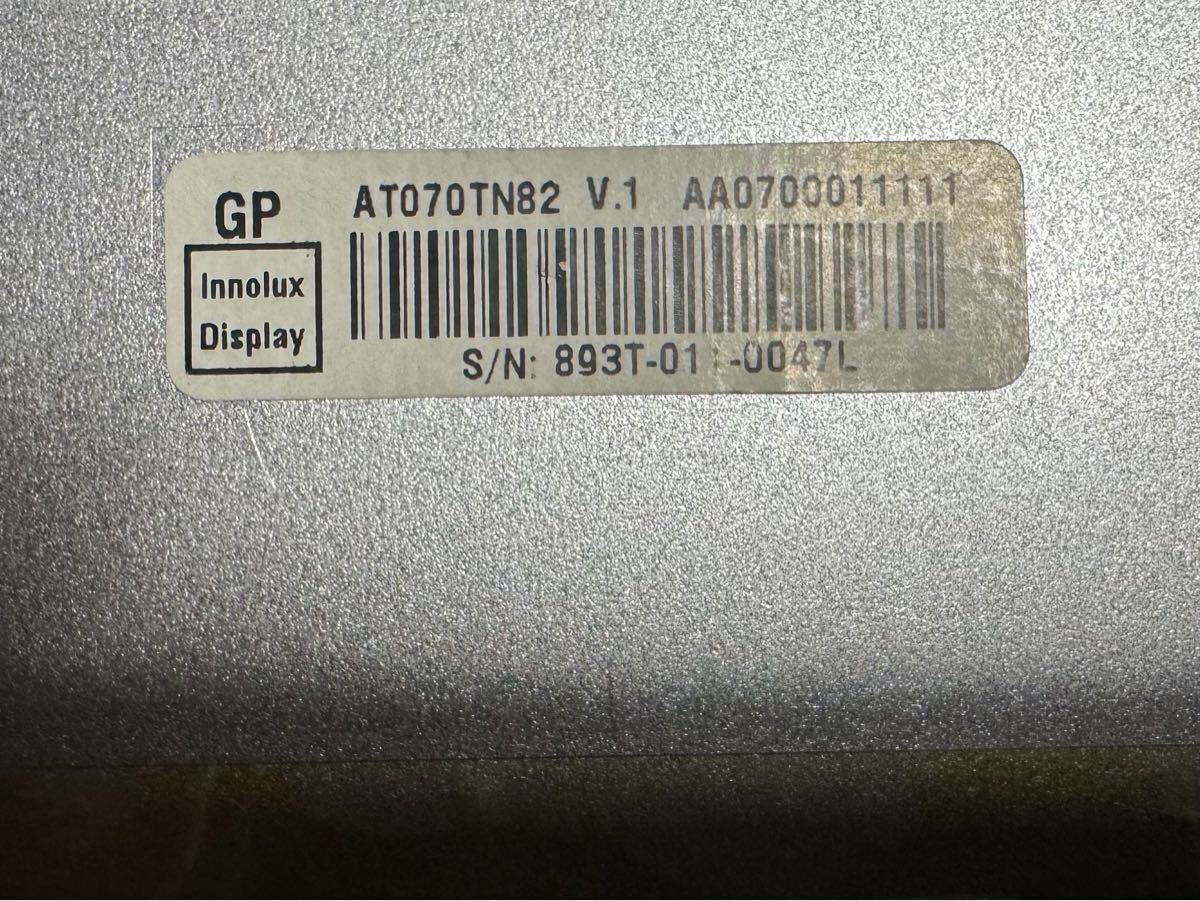 GP
Innolux
Display
AT070TN82 V.1 AA0700011111
S/N: